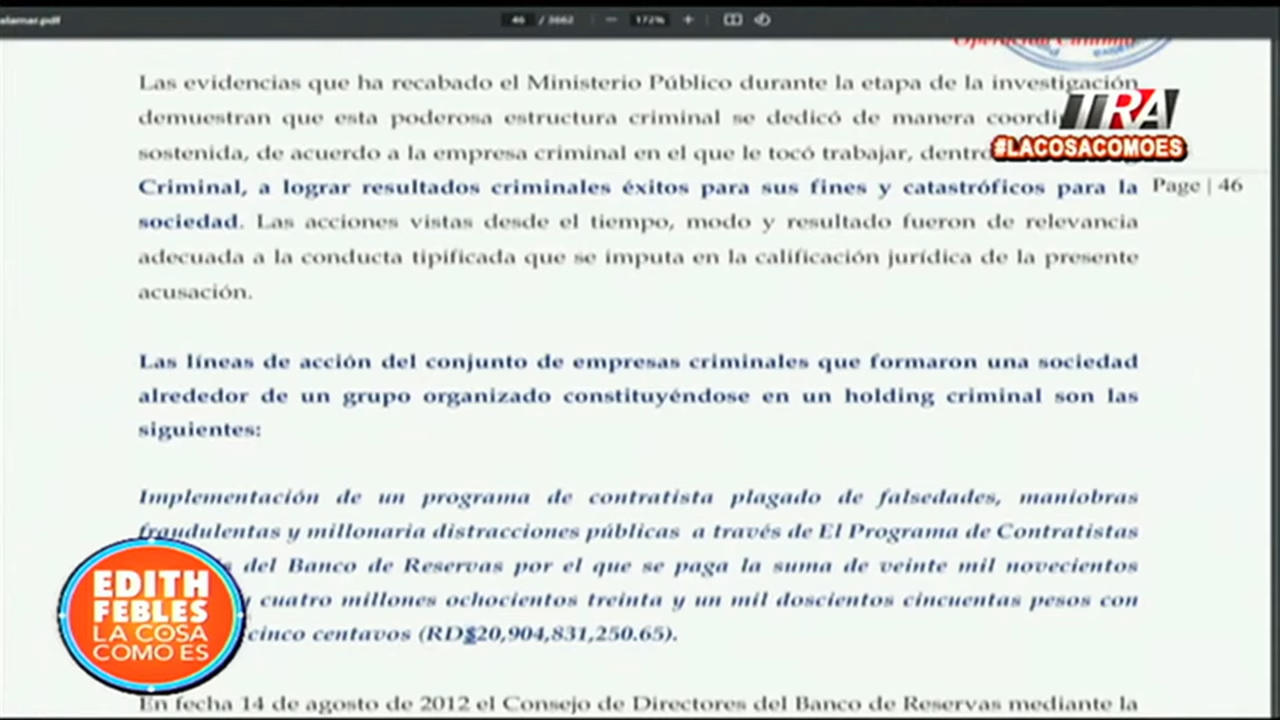 alamar.pdf
46 / 3662
172%
Operación Calamar
Las evidencias que ha recabado el Ministerio Público durante la etapa de la investigación
TRA
demuestran que esta poderosa estructura criminal se dedicó de manera coordi
#LACOSACOMOES
sostenida, de acuerdo a la empresa criminal en el que le tocó trabajar, dentro
Criminal, a lograr resultados criminales éxitos para sus fines y catastróficos para la
Page | 46
sociedad. Las acciones vistas desde el tiempo, modo y resultado fueron de relevancia
adecuada a la conducta tipificada que se imputa en la calificación jurídica de la presente
acusación.
Las líneas de acción del conjunto de empresas criminales que formaron una sociedad
alrededor de un grupo organizado constituyéndose en un holding criminal son las
siguientes:
Implementación de un programa de contratista plagado de falsedades, maniobras
fraudulentas y millonaria distracciones públicas a través de El Programa de Contratistas
del Banco de Reservas por el que se paga la suma de veinte mil novecientos
y cuatro millones ochocientos treinta y un mil doscientos cincuentas pesos con
cinco centavos (RD$20,904,831,250.65).
EDITH
FEBLES
LA COSA
COMO ES
En fecha 14 de agosto de 2012 el Consejo de Directores del Banco de Reservas mediante la